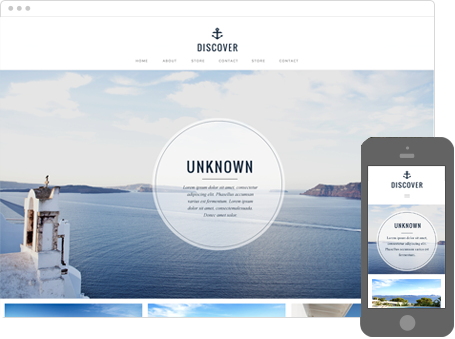 DISCOVER
HOME ABOUT STORE CONTACT STORE CONTACT
UNKNOWN
Lorem ipsum dolor sit amet, consectetur
adipiscing elit. Phasellus accumsan
varius est fermentum. Lorem ipsum
dolor sit amet, consectetur
Donec amet dolor.
DISCOVER
UNKNOWN
Lorem ipsum dolor sit amet,
consectetur adipiscing elit.
Phasellus accumsan varius est
fermentum.